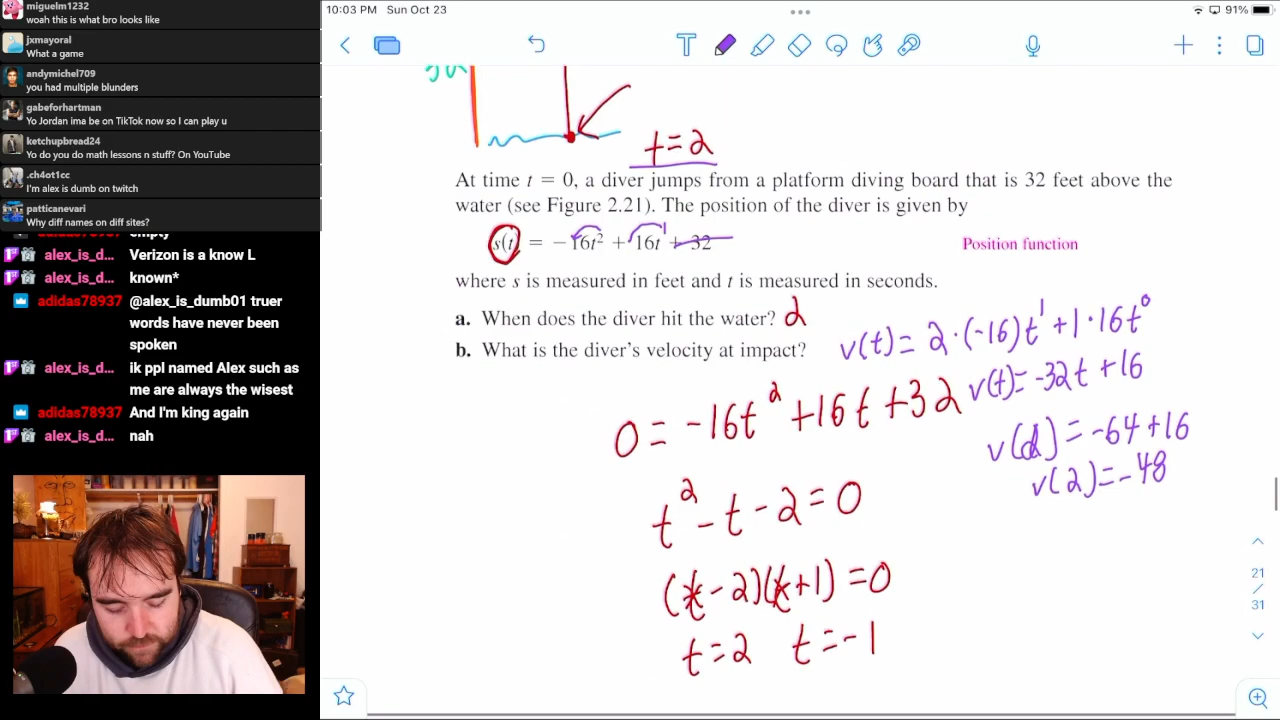 miguelm1232
woah this is what bro looks like
jxmayoral
What a game
andymichel709
you had multiple blunders
gabeforhartman
Yo Jordan ima be on TikTok now so I can play u
ketchupbread24
Yo do you do math lessons n stuff? On YouTube
.ch4ot1cc
I'm alex is dumb on twitch
patticanevari
Why diff names on diff sites?
empty
alex_is_d... Verizon is a know L
alex_is_d... known*
adidas78937 @alex_is_dumb01 truer
words have never been
spoken
alex_is_d... ik ppl named Alex such as
me are always the wisest
adidas78937 And I'm king again
alex_is_d... nah
10:03 PM Sun Oct 23
91%
t=2
At time t = 0, a diver jumps from a platform diving board that is 32 feet above the
water (see Figure 2.21). The position of the diver is given by
s(t) = −16t² + 16t¹ + 32 Position function
where s is measured in feet and t is measured in seconds.
a. When does the diver hit the water? 2
b. What is the diver's velocity at impact?
v(t) = 2·(-16)t¹ + 1·16t⁰
v(t) = -32t + 16
v(2) = -64+16
v(2) = -48
0 = -16t² + 16t + 32
t² - t - 2 = 0
(t - 2)(t + 1) = 0
t = 2 t = -1
21
/
31